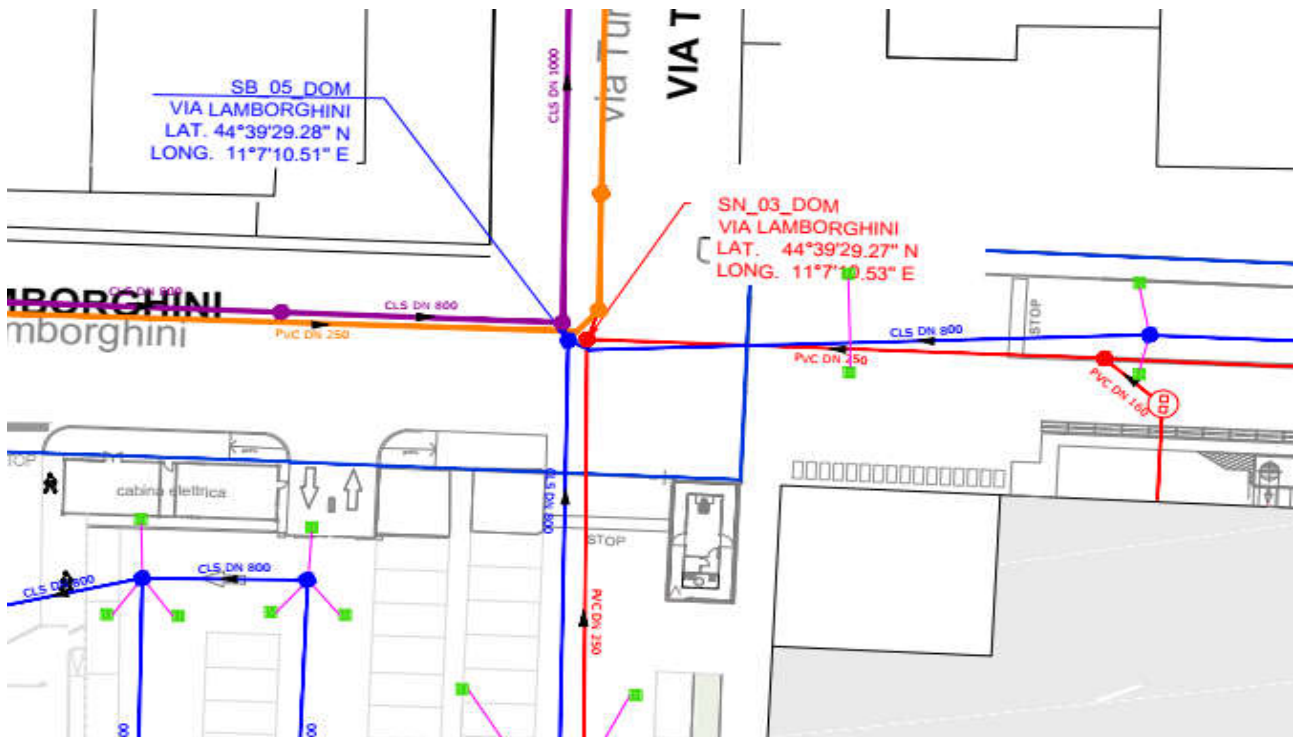 SB_05_DOM
VIA LAMBORGHINI
LAT. 44°39'29.28" N
LONG. 11°7'10.51" E
CLS DN 1000
via Tur
VIA T
SN_03_DOM
VIA LAMBORGHINI
LAT. 44°39'29.27" N
LONG. 11°7'10.53" E
CLS DN 800
MBORGHINI
CLS DN 800
mborghini
PVC DN 250
STOP
CLS DN 800
PVC DN 250
PVC DN 160
TOP
cabina elettrica
CLS DN 800
STOP
CLS DN 800
CLS DN 800
PVC DN 250
00
00